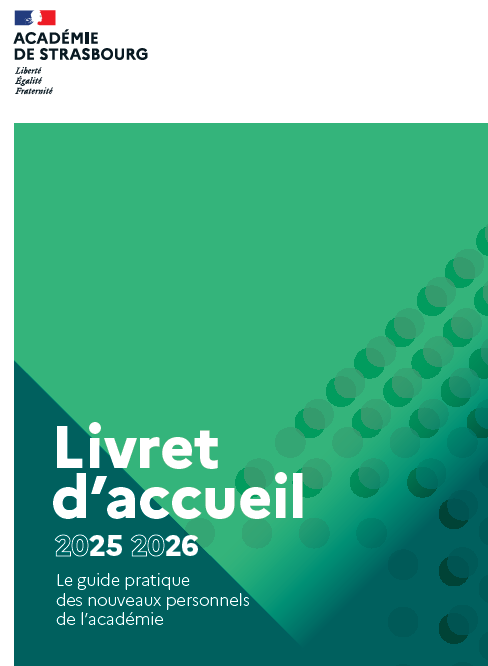 ACADÉMIE
DE STRASBOURG
Liberté
Égalité
Fraternité
Livret
d'accueil
2025 2026
Le guide pratique
des nouveaux personnels
de l'académie